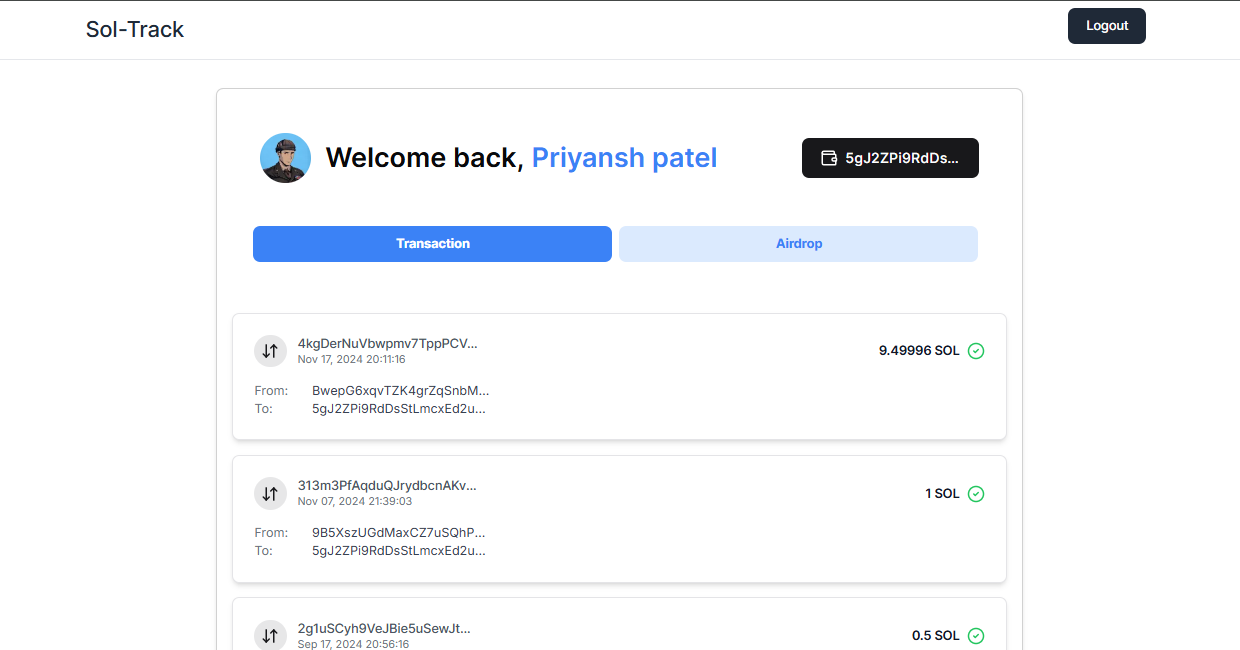 Sol-Track
Logout
Welcome back, Priyansh patel
5gJ2ZPi9RdDs...
Transaction
Airdrop
4kgDerNuVbwpmv7TppPCV...
Nov 17, 2024 20:11:16
9.49996 SOL
From: BwepG6xqvTZK4grZqSnbM...
To: 5gJ2ZPi9RdDsStLmcxEd2u...
313m3PfAqduQJrydbcnAKv...
Nov 07, 2024 21:39:03
1 SOL
From: 9B5XszUGdMaxCZ7uSQhP...
To: 5gJ2ZPi9RdDsStLmcxEd2u...
2g1uSCyh9VeJBie5uSewJt...
Sep 17, 2024 20:56:16
0.5 SOL